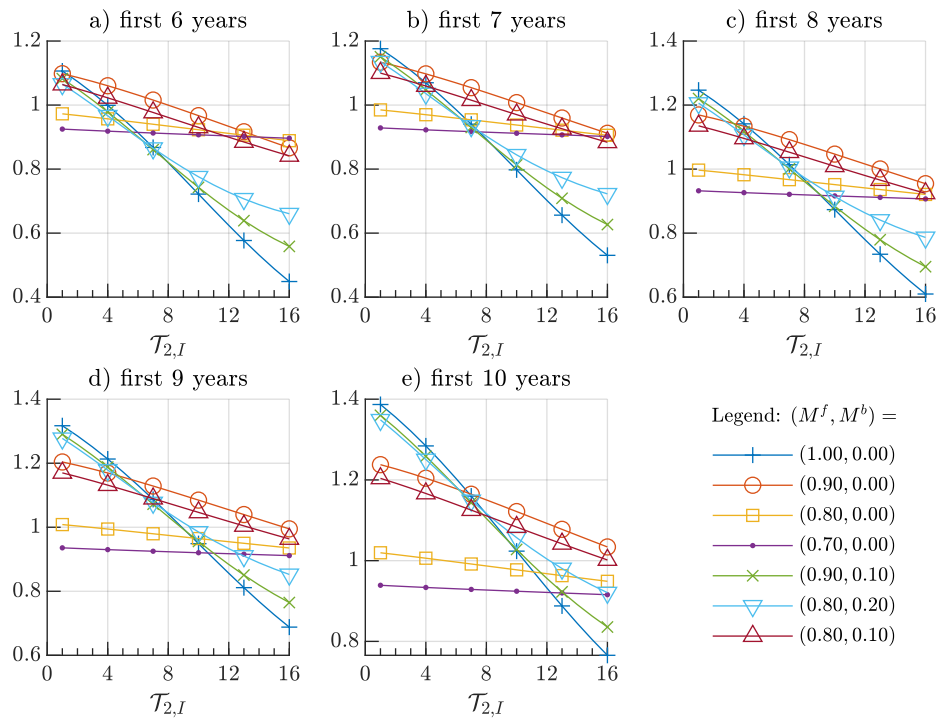 a) first 6 years
1.2
1
0.8
0.6
0.4
0 4 8 12 16
𝒯2,I
b) first 7 years
1.2
1
0.8
0.6
0.4
0 4 8 12 16
𝒯2,I
c) first 8 years
1.4
1.2
1
0.8
0.6
0 4 8 12 16
𝒯2,I
d) first 9 years
1.4
1.2
1
0.8
0.6
0 4 8 12 16
𝒯2,I
e) first 10 years
1.4
1.2
1
0.8
0 4 8 12 16
𝒯2,I
Legend: (M^f, M^b) =
(1.00, 0.00)
(0.90, 0.00)
(0.80, 0.00)
(0.70, 0.00)
(0.90, 0.10)
(0.80, 0.20)
(0.80, 0.10)